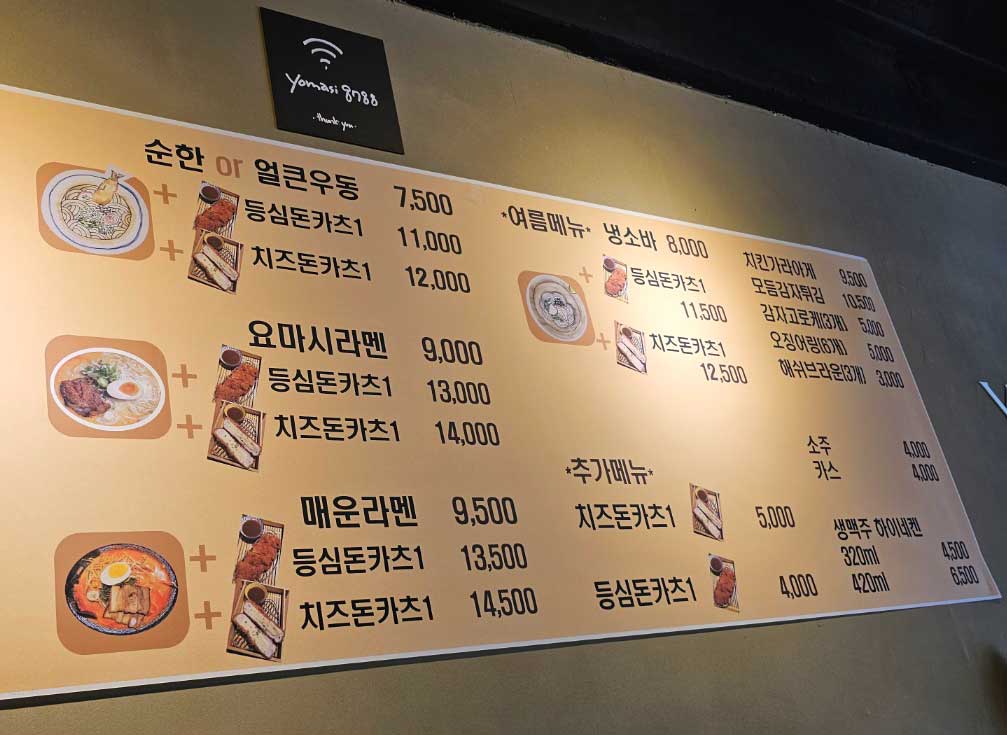 Yomasi 8788
·thank you·
순한 or 얼큰우동 7,500
+ 등심돈카츠1 11,000
+ 치즈돈카츠1 12,000
요마시라멘 9,000
+ 등심돈카츠1 13,000
+ 치즈돈카츠1 14,000
매운라멘 9,500
+ 등심돈카츠1 13,500
+ 치즈돈카츠1 14,500
*여름메뉴* 냉소바 8,000
+ 등심돈카츠1
11,500
+ 치즈돈카츠1
12,500
*추가메뉴*
치즈돈카츠1 5,000
등심돈카츠1 4,000
치킨가라아게 9,500
모듬감자튀김 10,500
감자고로케(3개) 5,000
오징어링(6개) 5,000
해쉬브라운(3개) 3,000
소주 4,000
카스 4,000
생맥주 하이네켄
320ml 4,500
420ml 6,500